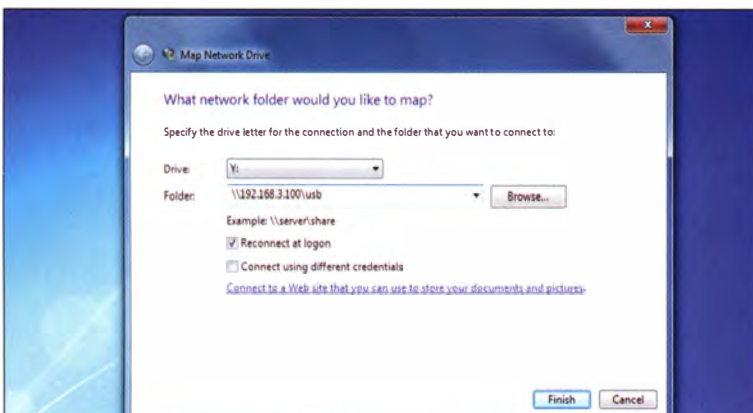 Map Network Drive
What network folder would you like to map?
Specify the drive letter for the connection and the folder that you want to connect to:
Drive: Y:
Folder: \\192.168.3.100\usb Browse...
Example: \\server\share
Reconnect at logon
Connect using different credentials
Connect to a Web site that you can use to store your documents and pictures.
Finish Cancel